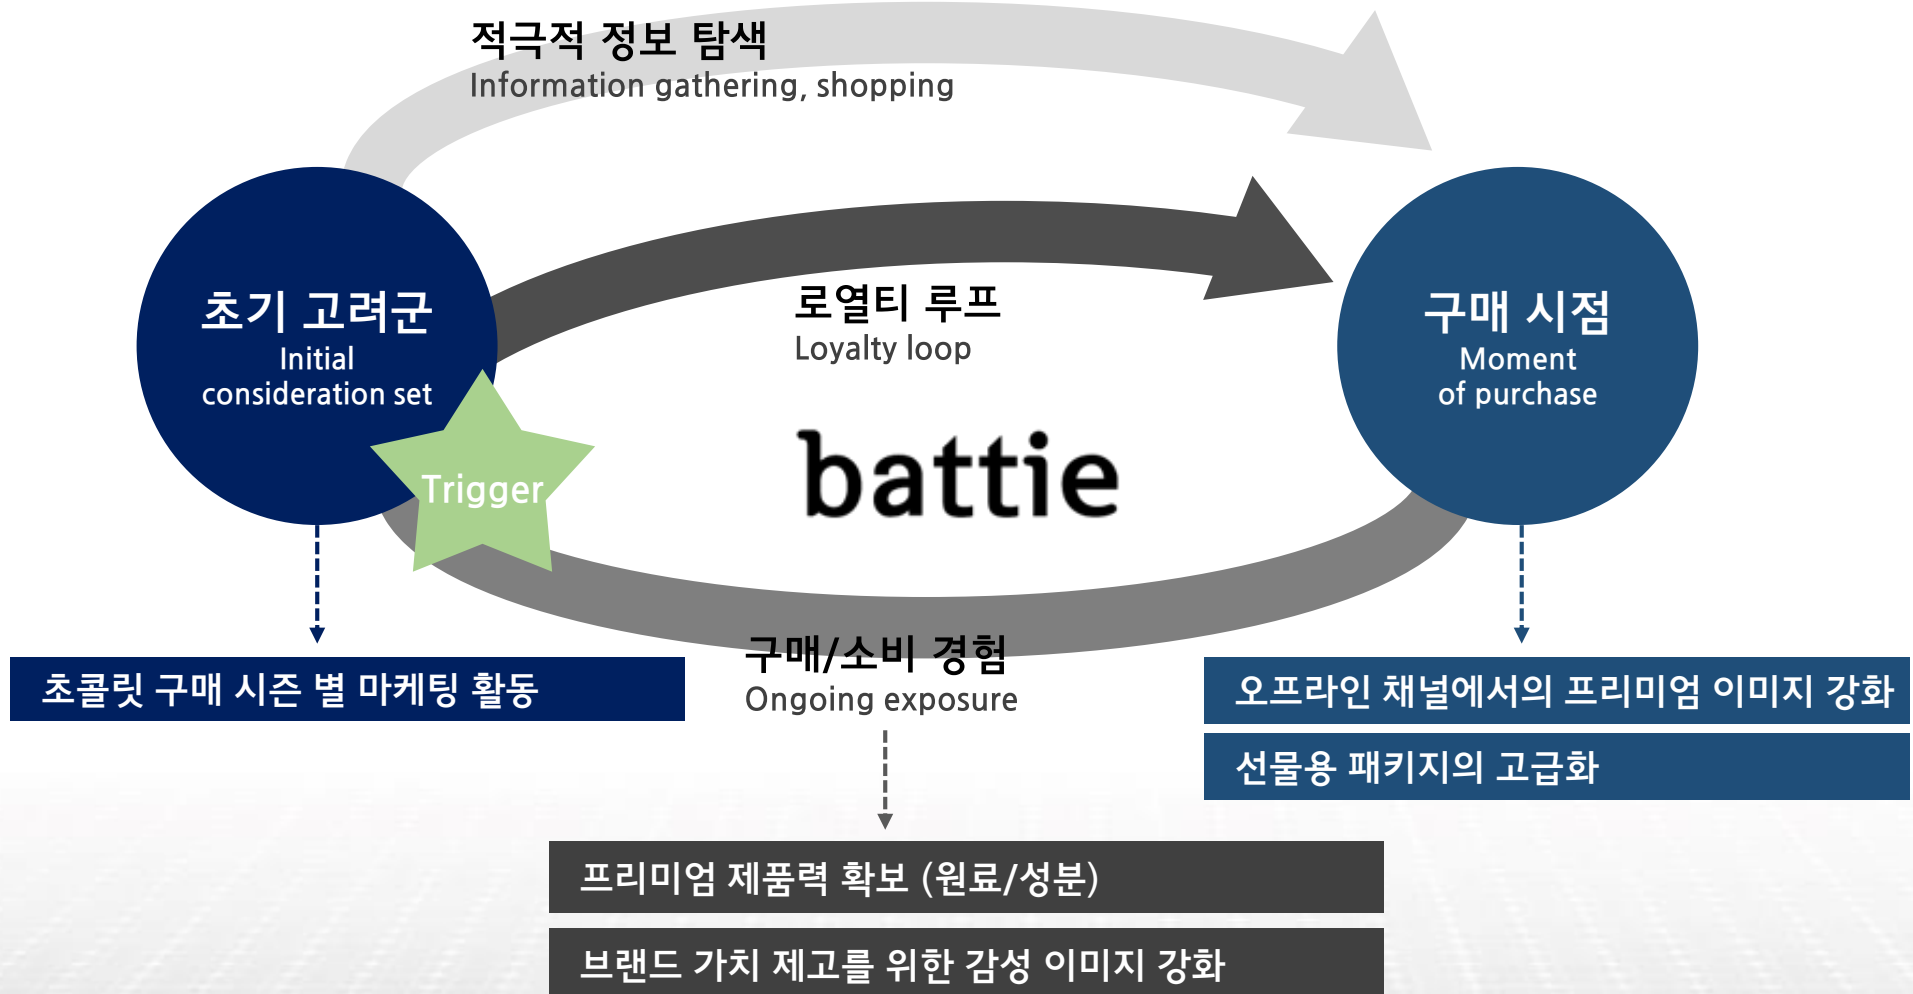 적극적 정보 탐색
Information gathering, shopping
초기 고려군
Initial
consideration set
Trigger
로열티 루프
Loyalty loop
battie
구매 시점
Moment
of purchase
구매/소비 경험
Ongoing exposure
초콜릿 구매 시즌 별 마케팅 활동
오프라인 채널에서의 프리미엄 이미지 강화
선물용 패키지의 고급화
프리미엄 제품력 확보 (원료/성분)
브랜드 가치 제고를 위한 감성 이미지 강화